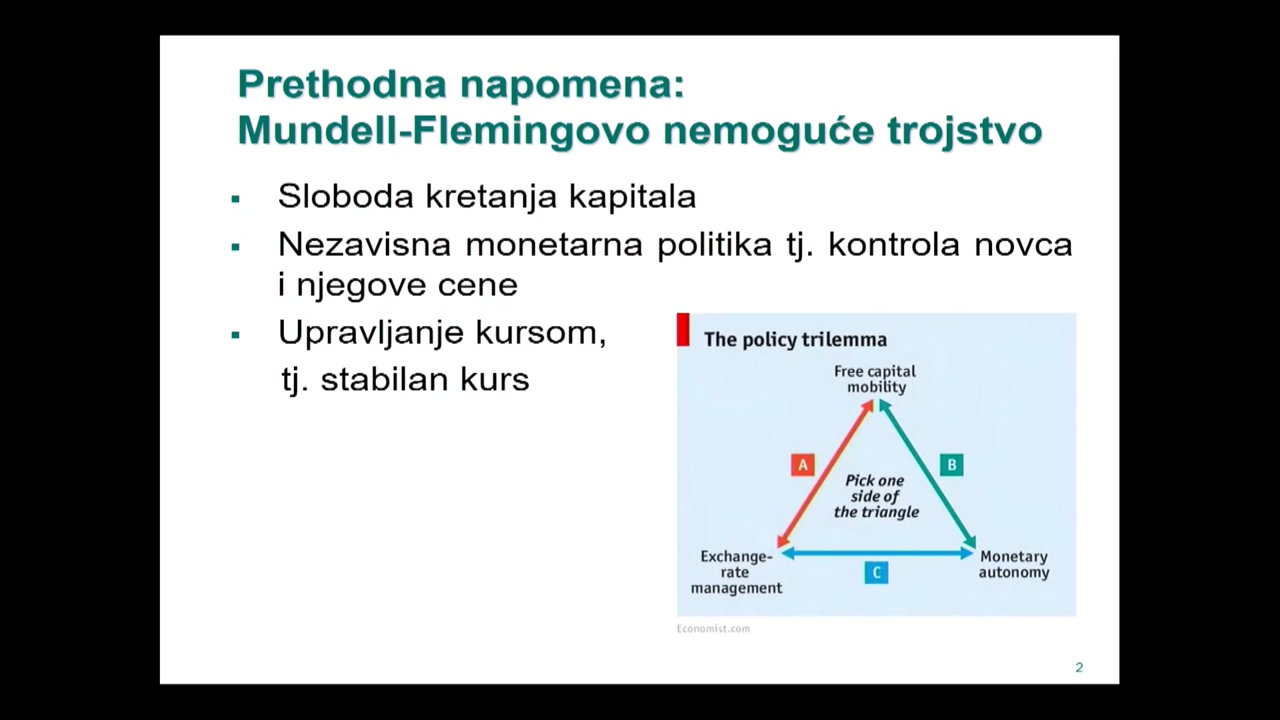 Prethodna napomena:
Mundell-Flemingovo nemoguće trojstvo
Sloboda kretanja kapitala
Nezavisna monetarna politika tj. kontrola novca
i njegove cene
Upravljanje kursom,
tj. stabilan kurs
The policy trilemma
Free capital
mobility
A
B
Pick one
side of
the triangle
Exchange-
rate
management
C
Monetary
autonomy
Economist.com
2